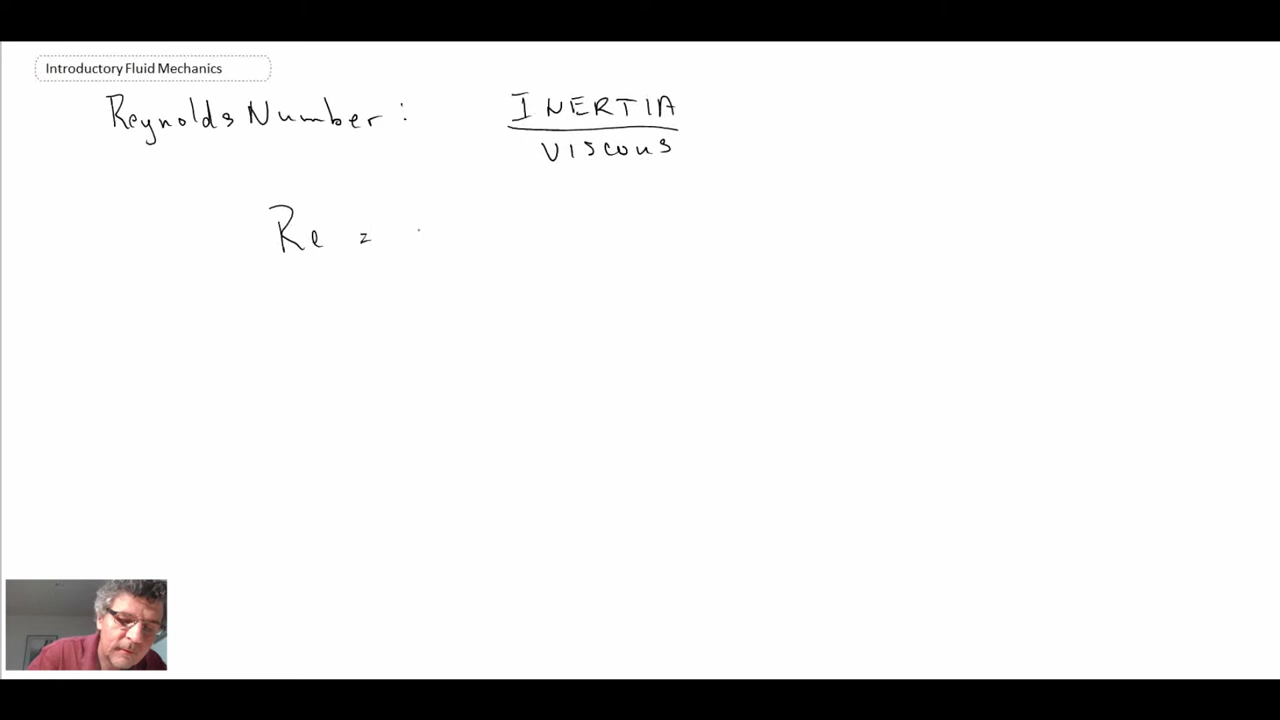 Introductory Fluid Mechanics
Reynolds Number : INERTIA
VISCOUS
Re =